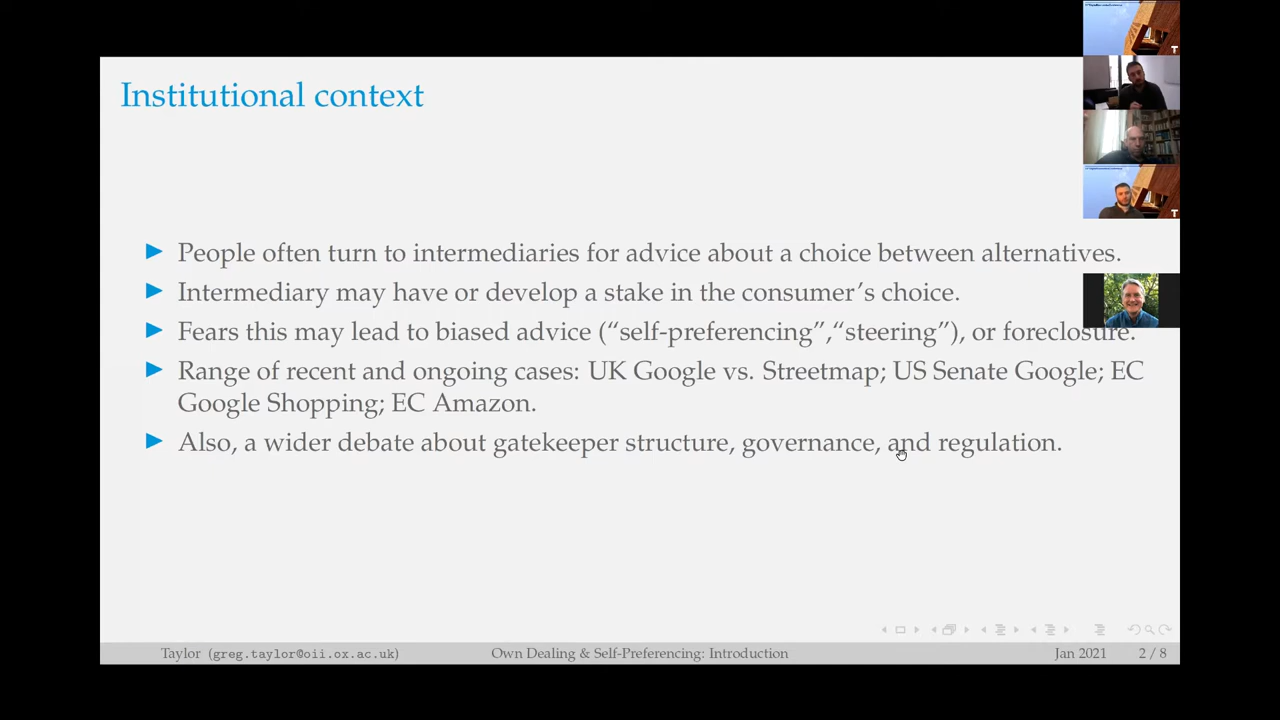 Institutional context
People often turn to intermediaries for advice about a choice between alternatives.
Intermediary may have or develop a stake in the consumer's choice.
Fears this may lead to biased advice (“self-preferencing”,“steering”), or foreclosure.
Range of recent and ongoing cases: UK Google vs. Streetmap; US Senate Google; EC
Google Shopping; EC Amazon.
Also, a wider debate about gatekeeper structure, governance, and regulation.
Taylor (greg.taylor@oii.ox.ac.uk) Own Dealing & Self-Preferencing: Introduction Jan 2021 2 / 8